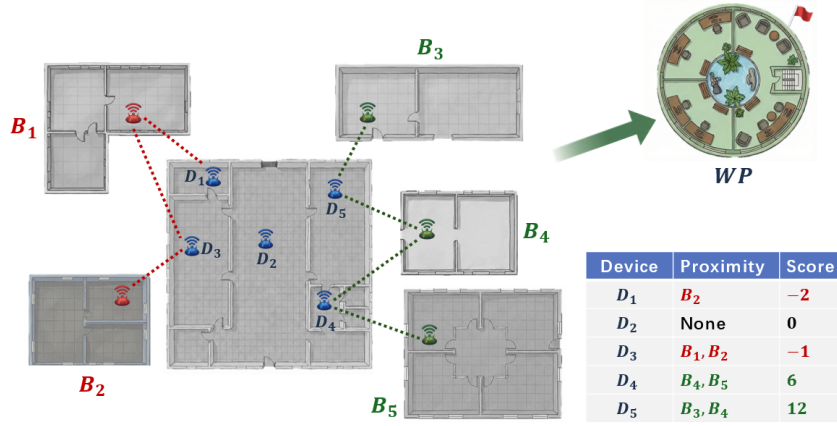 B₃
B₁
WP
D₁
D₅
B₄
D₃
D₂
D₄
B₂
B₅
Device Proximity Score
D₁ B₂ −2
D₂ None 0
D₃ B₁, B₂ −1
D₄ B₄, B₅ 6
D₅ B₃, B₄ 12